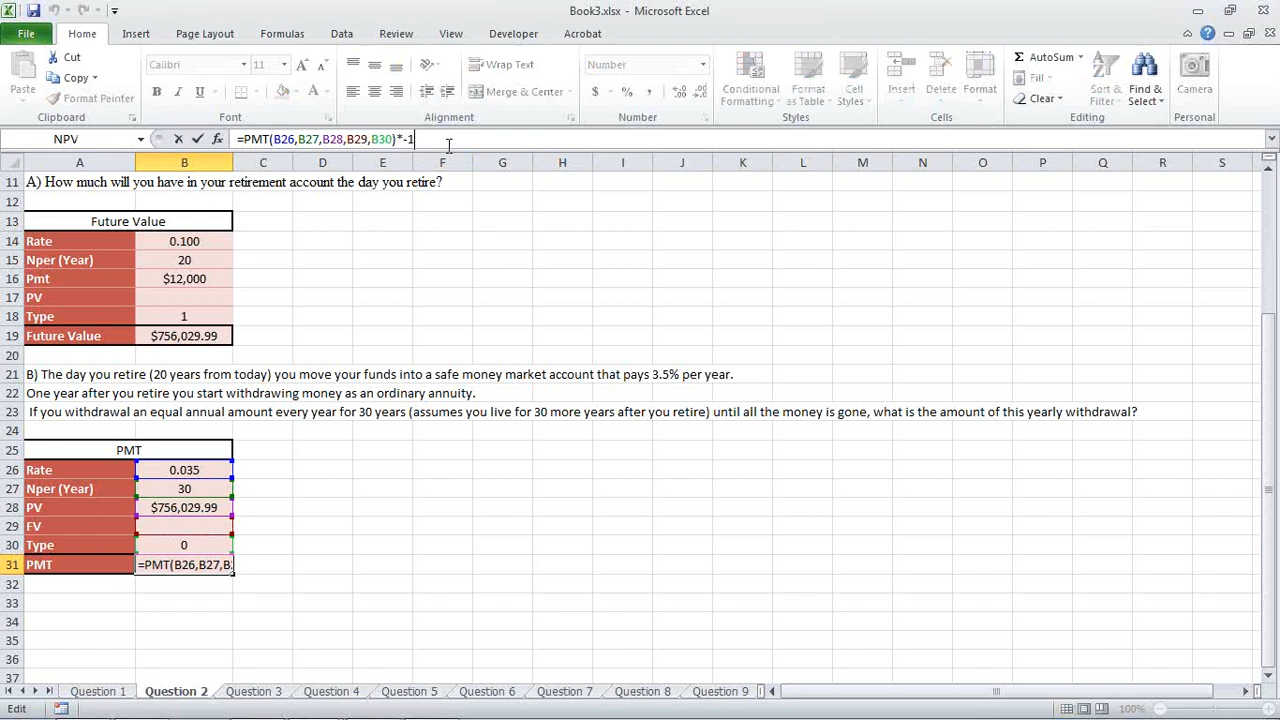 Book3.xlsx - Microsoft Excel
File Home Insert Page Layout Formulas Data Review View Developer Acrobat
Paste Cut Copy Format Painter Clipboard
Calibri 11 B I U A Font
Wrap Text Merge & Center Alignment
Number $ % , Number
Conditional Formatting Format as Table Cell Styles Styles
Insert Delete Format Cells
AutoSum Fill Clear Sort & Filter Find & Select Editing
Camera Personal
NPV =PMT(B26,B27,B28,B29,B30)*-1
A B C D E F G H I J K L M N O P Q R S
11 A) How much will you have in your retirement account the day you retire?
12
13 Future Value
14 Rate 0.100
15 Nper (Year) 20
16 Pmt $12,000
17 PV
18 Type 1
19 Future Value $756,029.99
20
21 B) The day you retire (20 years from today) you move your funds into a safe money market account that pays 3.5% per year.
22 One year after you retire you start withdrawing money as an ordinary annuity.
23 If you withdrawal an equal annual amount every year for 30 years (assumes you live for 30 more years after you retire) until all the money is gone, what is the amount of this yearly withdrawal?
24
25 PMT
26 Rate 0.035
27 Nper (Year) 30
28 PV $756,029.99
29 FV
30 Type 0
31 PMT =PMT(B26,B27,B
32
33
34
35
36
37
Question 1 Question 2 Question 3 Question 4 Question 5 Question 6 Question 7 Question 8 Question 9
Edit 100%